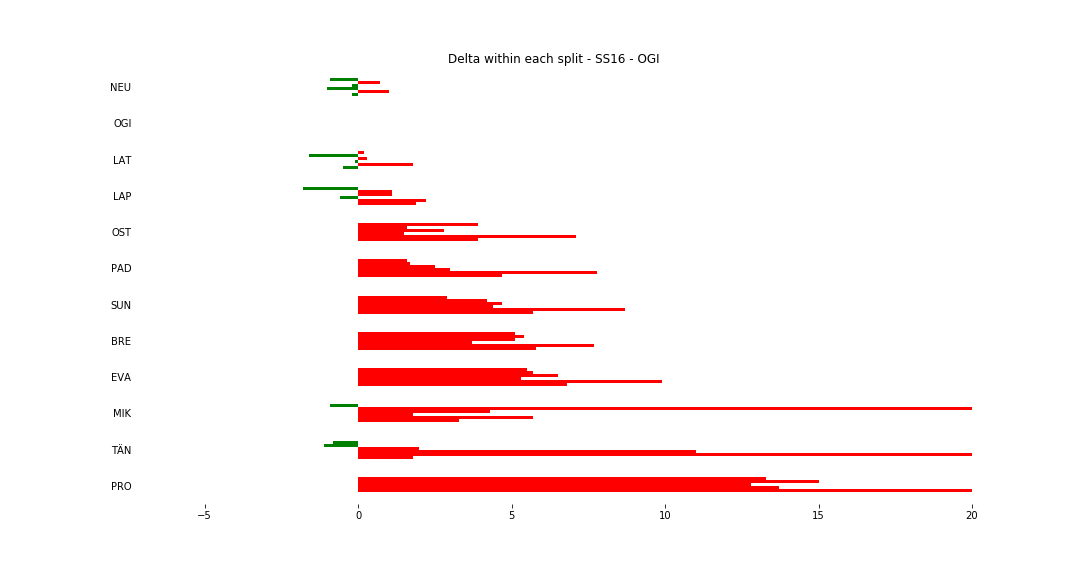 Delta within each split - SS16 - OGI
NEU
OGI
LAT
LAP
OST
PAD
SUN
BRE
EVA
MIK
TÄN
PRO
−5 0 5 10 15 20